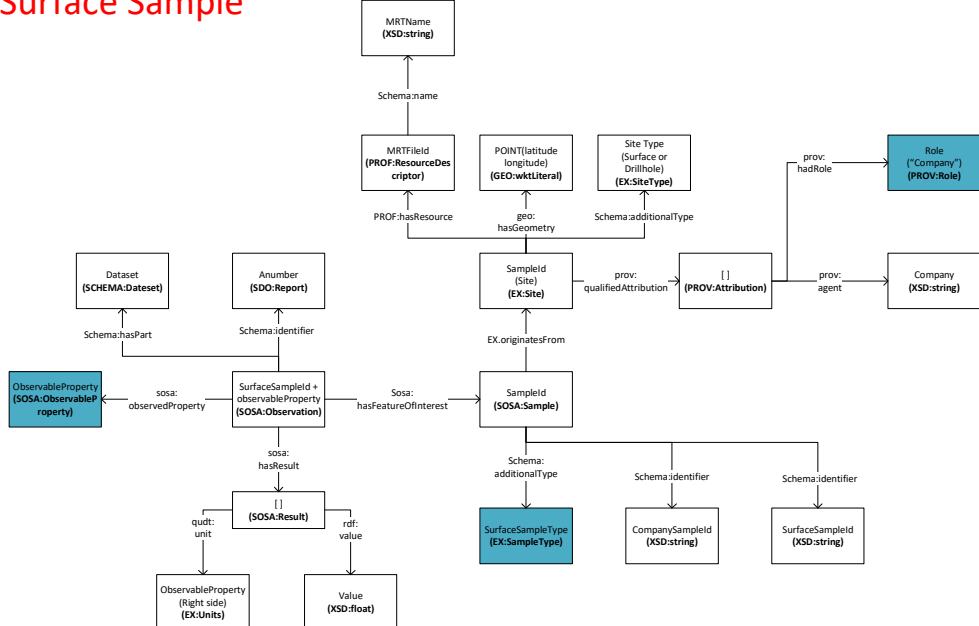 Surface Sample
MRTName
(XSD:string)
Schema:name
MRTFileId
(PROF:ResourceDes
criptor)
POINT(latitude
longitude)
(GEO:wktLiteral)
Site Type
(Surface or
Drillhole)
(EX:SiteType)
Role
("Company")
(PROV:Role)
prov:
hadRole
PROF:hasResource
geo:
hasGeometry
Schema:additionalType
Dataset
(SCHEMA:Dateset)
Anumber
(SDO:Report)
SampleId
(Site)
(EX:Site)
prov:
qualifiedAttribution
[ ]
(PROV:Attribution)
prov:
agent
Company
(XSD:string)
Schema:hasPart
Schema:identifier
EX.originatesFrom
ObservableProperty
(SOSA:ObservableP
roperty)
sosa:
observedProperty
SurfaceSampleId +
observableProperty
(SOSA:Observation)
Sosa:
hasFeatureOfInterest
SampleId
(SOSA:Sample)
sosa:
hasResult
Schema:
additionalType
Schema:identifier
Schema:identifier
[ ]
(SOSA:Result)
qudt:
unit
rdf:
value
SurfaceSampleType
(EX:SampleType)
CompanySampleId
(XSD:string)
SurfaceSampleId
(XSD:string)
ObservableProperty
(Right side)
(EX:Units)
Value
(XSD:float)